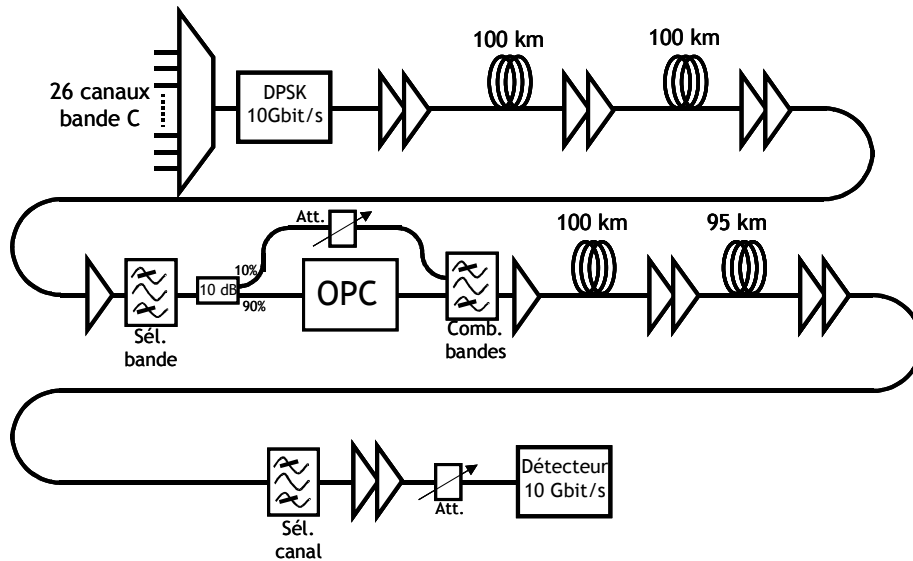 100 km
100 km
26 canaux
bande C
DPSK
10Gbit/s
Att.
100 km
95 km
10%
10 dB
90%
OPC
Sél.
bande
Comb.
bandes
Détecteur
10 Gbit/s
Att.
Sél.
canal